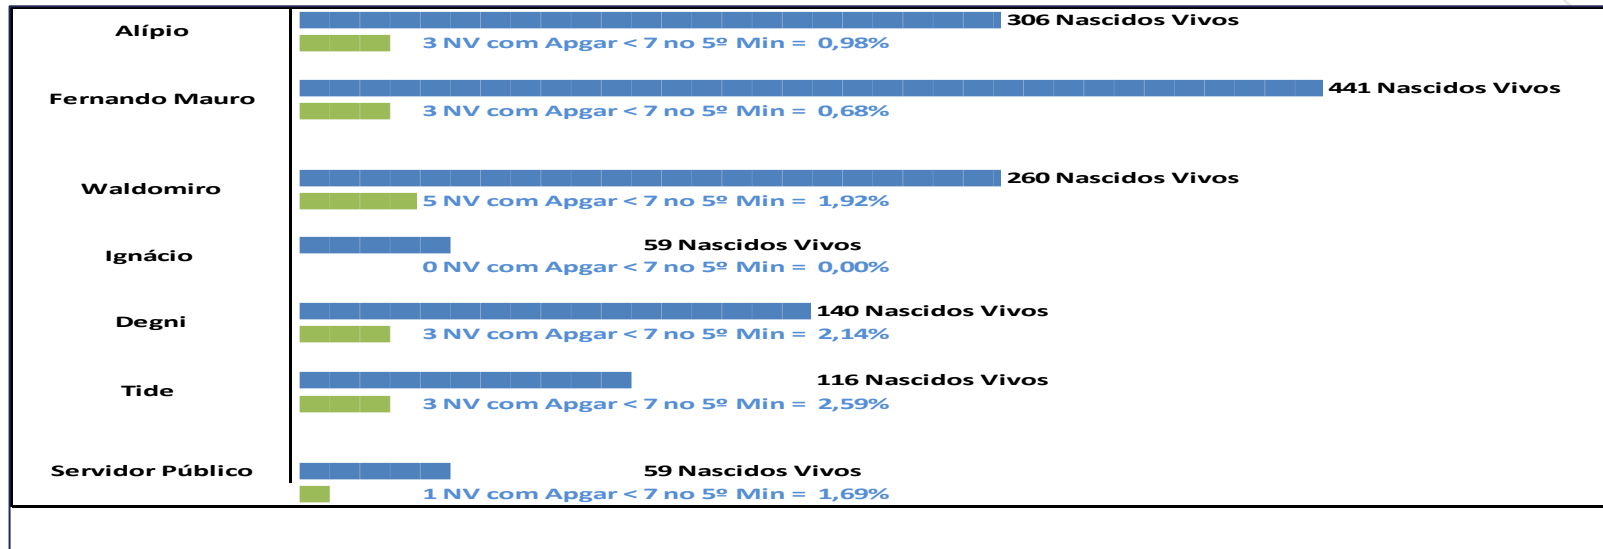 Alípio
306 Nascidos Vivos
3 NV com Apgar < 7 no 5º Min = 0,98%
Fernando Mauro
441 Nascidos Vivos
3 NV com Apgar < 7 no 5º Min = 0,68%
Waldomiro
260 Nascidos Vivos
5 NV com Apgar < 7 no 5º Min = 1,92%
Ignácio
59 Nascidos Vivos
0 NV com Apgar < 7 no 5º Min = 0,00%
Degni
140 Nascidos Vivos
3 NV com Apgar < 7 no 5º Min = 2,14%
Tide
116 Nascidos Vivos
3 NV com Apgar < 7 no 5º Min = 2,59%
Servidor Público
59 Nascidos Vivos
1 NV com Apgar < 7 no 5º Min = 1,69%